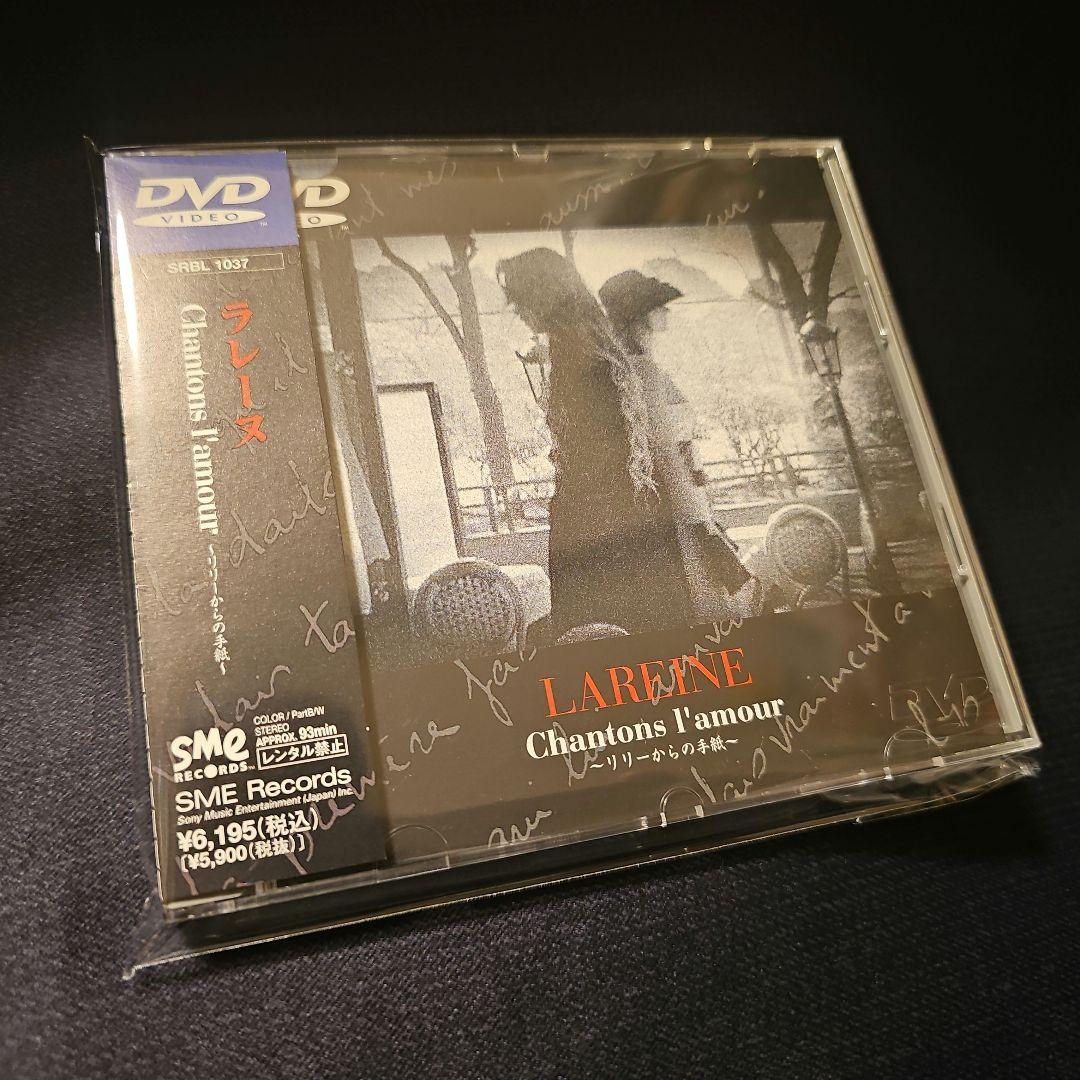 DVD
VIDEO
TM
SRBL 1037
ラレーヌ
Chantons l'amour
～リリーからの手紙～
COLOR / PartB/W
STEREO
APPROX. 93min
レンタル禁止
SME
RECORDS
SME Records
Sony Music Entertainment (Japan) Inc.
¥6,195(税込)
[¥5,900(税抜)]
LAREINE
Chantons l'amour
～リリーからの手紙～
DVD